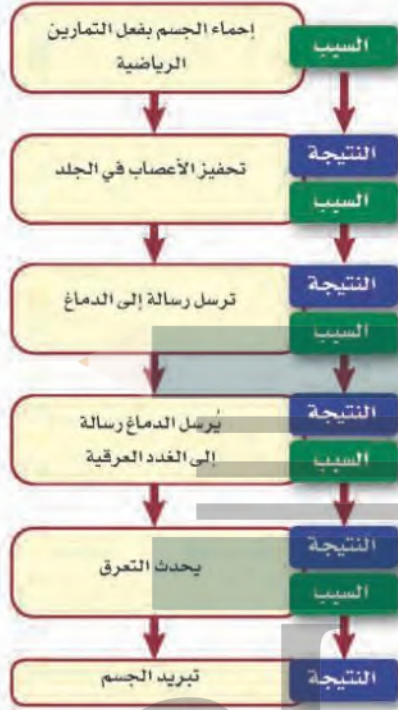 السبب
إحماء الجسم بفعل التمارين
الرياضية
النتيجة
تحفيز الأعصاب في الجلد
السبب
النتيجة
ترسل رسالة إلى الدماغ
السبب
النتيجة
يُرسل الدماغ رسالة
إلى الغدد العرقية
السبب
النتيجة
يحدث التعرق
السبب
النتيجة
تبريد الجسم